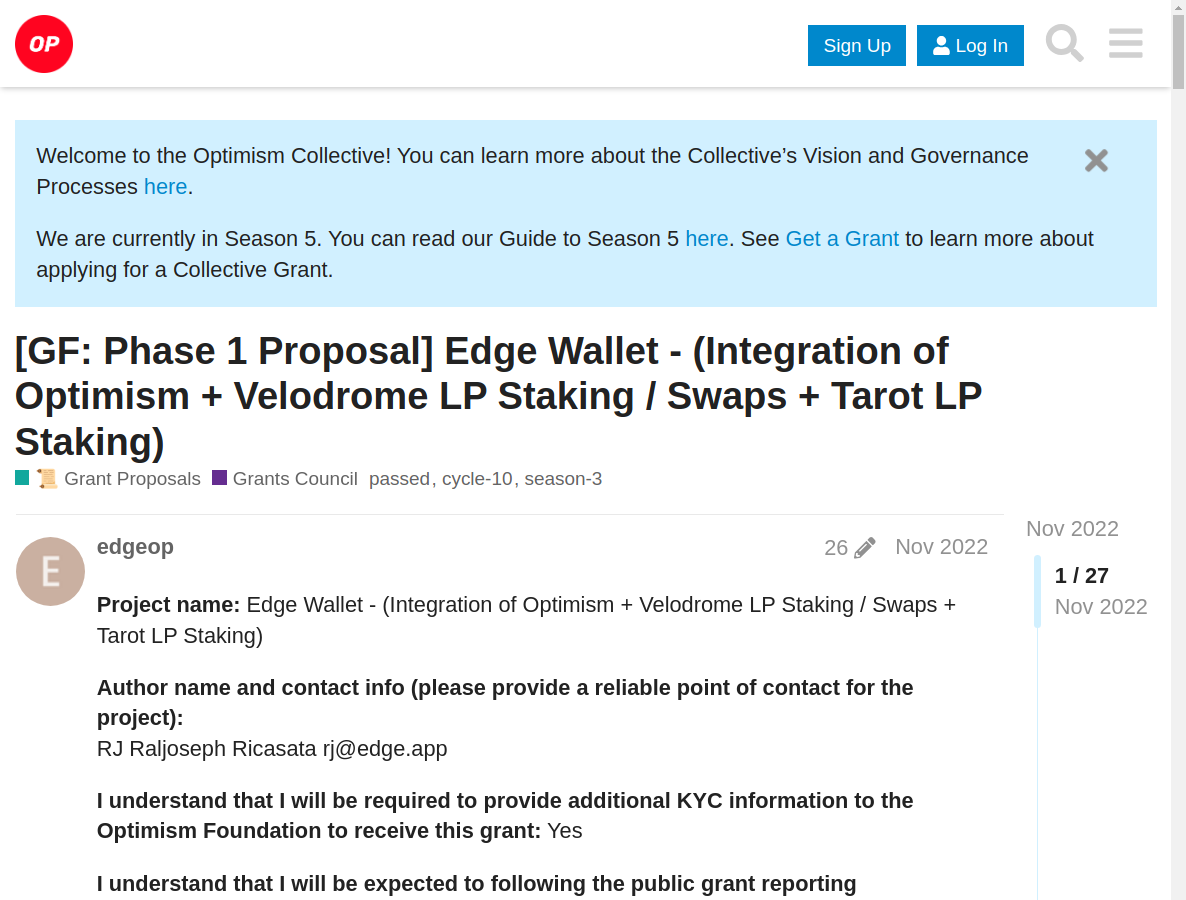 OP
Sign Up
Log In
Welcome to the Optimism Collective! You can learn more about the Collective’s Vision and Governance
Processes here.
We are currently in Season 5. You can read our Guide to Season 5 here. See Get a Grant to learn more about
applying for a Collective Grant.
[GF: Phase 1 Proposal] Edge Wallet - (Integration of
Optimism + Velodrome LP Staking / Swaps + Tarot LP
Staking)
Grant Proposals Grants Council passed, cycle-10, season-3
E
edgeop
26
Nov 2022
Nov 2022
1 / 27
Nov 2022
Project name: Edge Wallet - (Integration of Optimism + Velodrome LP Staking / Swaps +
Tarot LP Staking)
Author name and contact info (please provide a reliable point of contact for the
project):
RJ Raljoseph Ricasata rj@edge.app
I understand that I will be required to provide additional KYC information to the
Optimism Foundation to receive this grant: Yes
I understand that I will be expected to following the public grant reporting